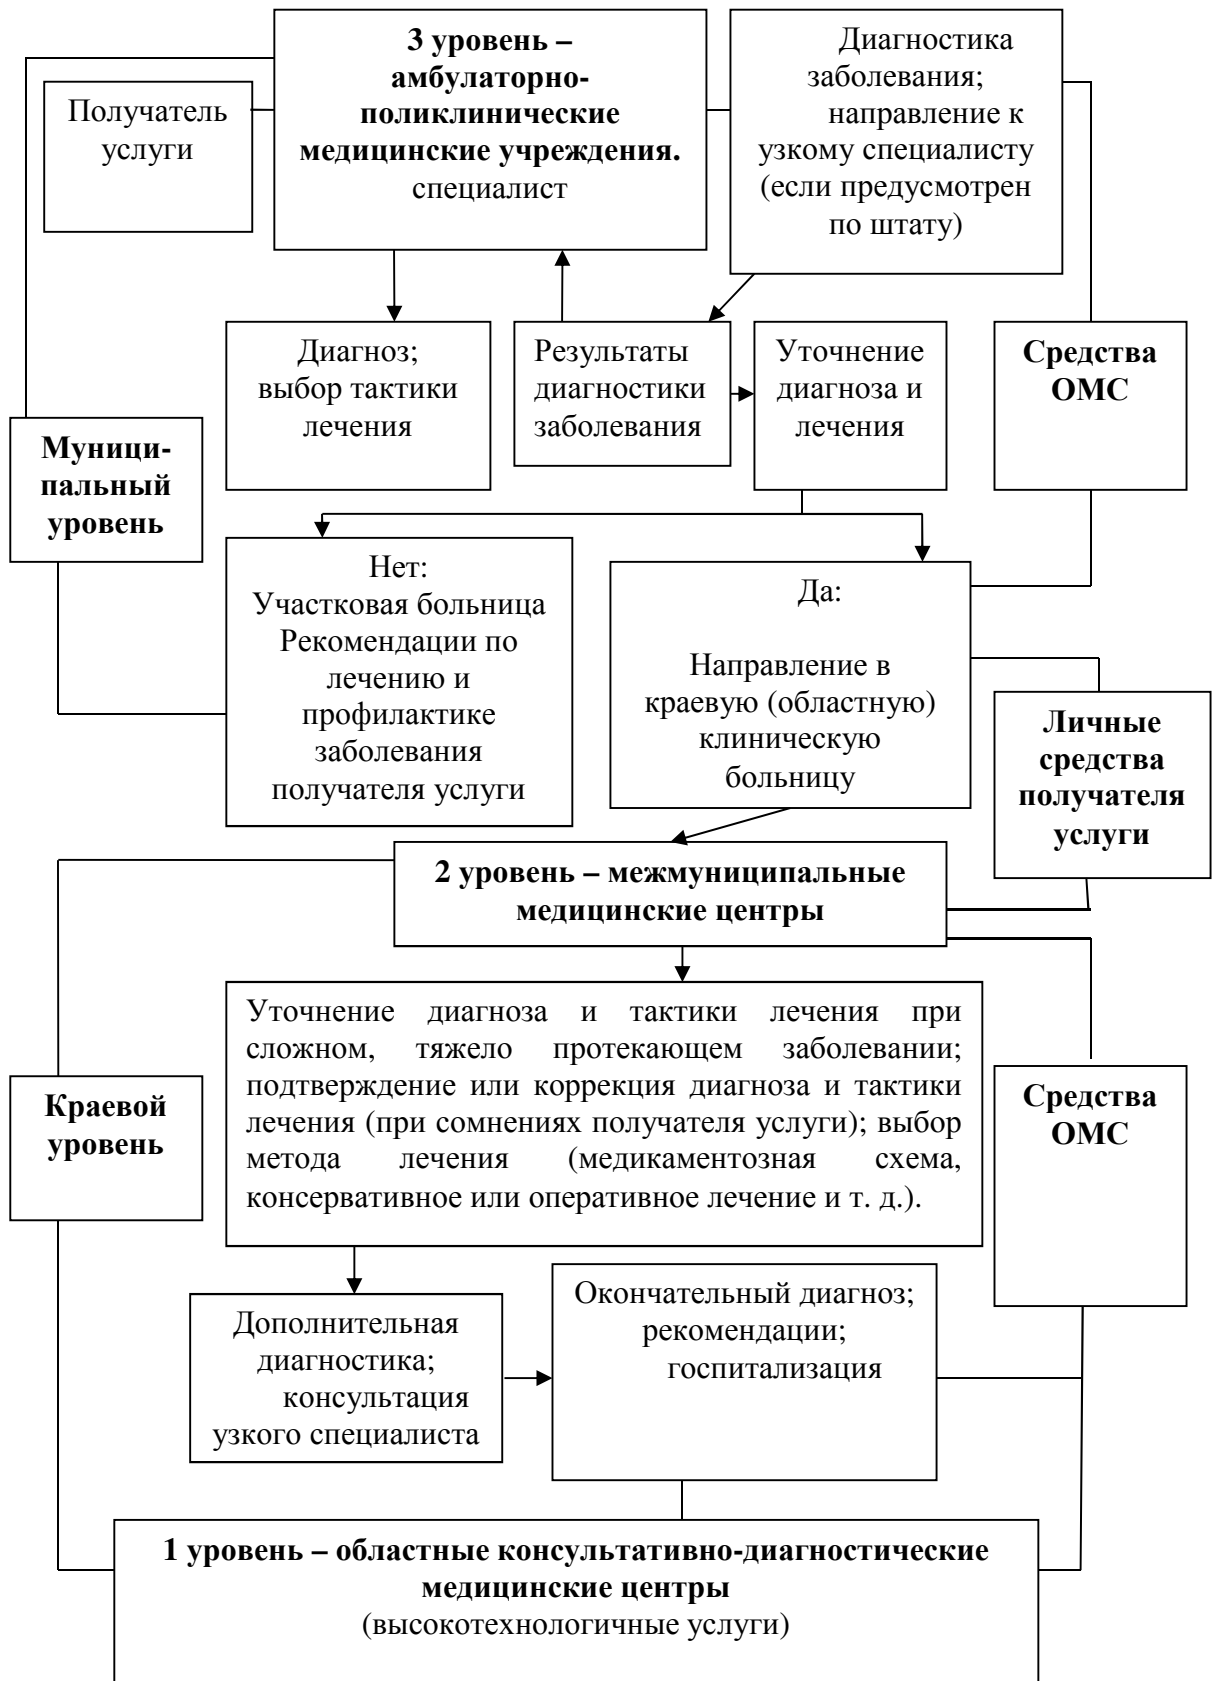 3 уровень –
амбулаторно-
поликлинические
медицинские учреждения.
специалист
Диагностика
заболевания;
направление к
узкому специалисту
(если предусмотрен
по штату)
Получатель
услуги
Диагноз;
выбор тактики
лечения
Результаты
диагностики
заболевания
Уточнение
диагноза и
лечения
Средства
ОМС
Муници-
пальный
уровень
Нет:
Участковая больница
Рекомендации по
лечению и
профилактике
заболевания
получателя услуги
Да:
Направление в
краевую (областную)
клиническую
больницу
Личные
средства
получателя
услуги
2 уровень – межмуниципальные
медицинские центры
Уточнение диагноза и тактики лечения при
сложном, тяжело протекающем заболевании;
подтверждение или коррекция диагноза и тактики
лечения (при сомнениях получателя услуги); выбор
метода лечения (медикаментозная схема,
консервативное или оперативное лечение и т. д.).
Краевой
уровень
Средства
ОМС
Дополнительная
диагностика;
консультация
узкого специалиста
Окончательный диагноз;
рекомендации;
госпитализация
1 уровень – областные консультативно-диагностические
медицинские центры
(высокотехнологичные услуги)